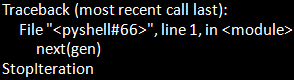 Traceback (most recent call last):
File "<pyshell#66>", line 1, in <module>
next(gen)
StopIteration